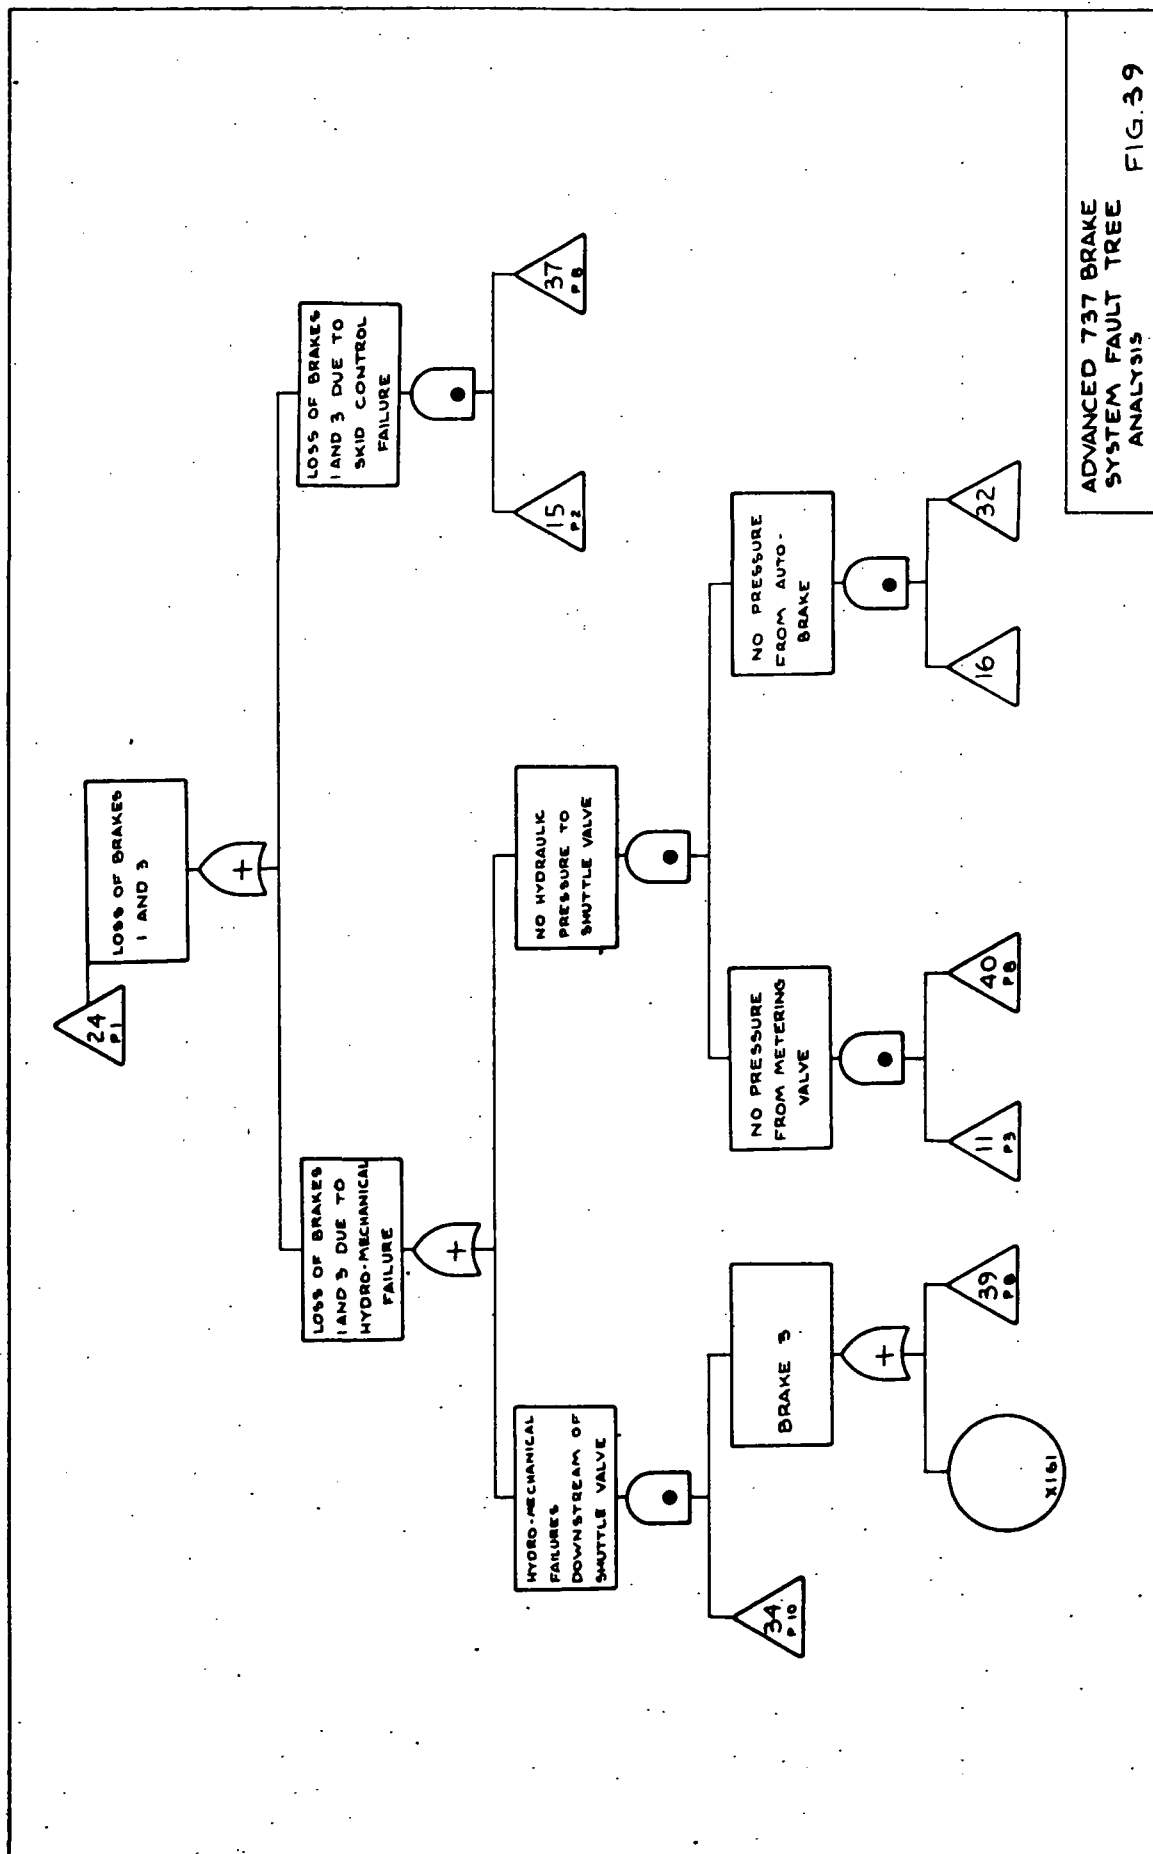 24
P1
LOSS OF BRAKES
1 AND 3
+
LOSS OF BRAKES
1 AND 3 DUE TO
HYDRO-MECHANICAL
FAILURE
+
LOSS OF BRAKES
1 AND 3 DUE TO
SKID CONTROL
FAILURE
15
P2
37
P8
HYDRO-MECHANICAL
FAILURES
DOWNSTREAM OF
SHUTTLE VALVE
NO HYDRAULIC
PRESSURE TO
SHUTTLE VALVE
34
P10
BRAKE 3
+
X161
39
P8
NO PRESSURE
FROM METERING
VALVE
11
P3
40
P8
NO PRESSURE
FROM AUTO-
BRAKE
16
32
ADVANCED 737 BRAKE
SYSTEM FAULT TREE
ANALYSIS FIG. 39